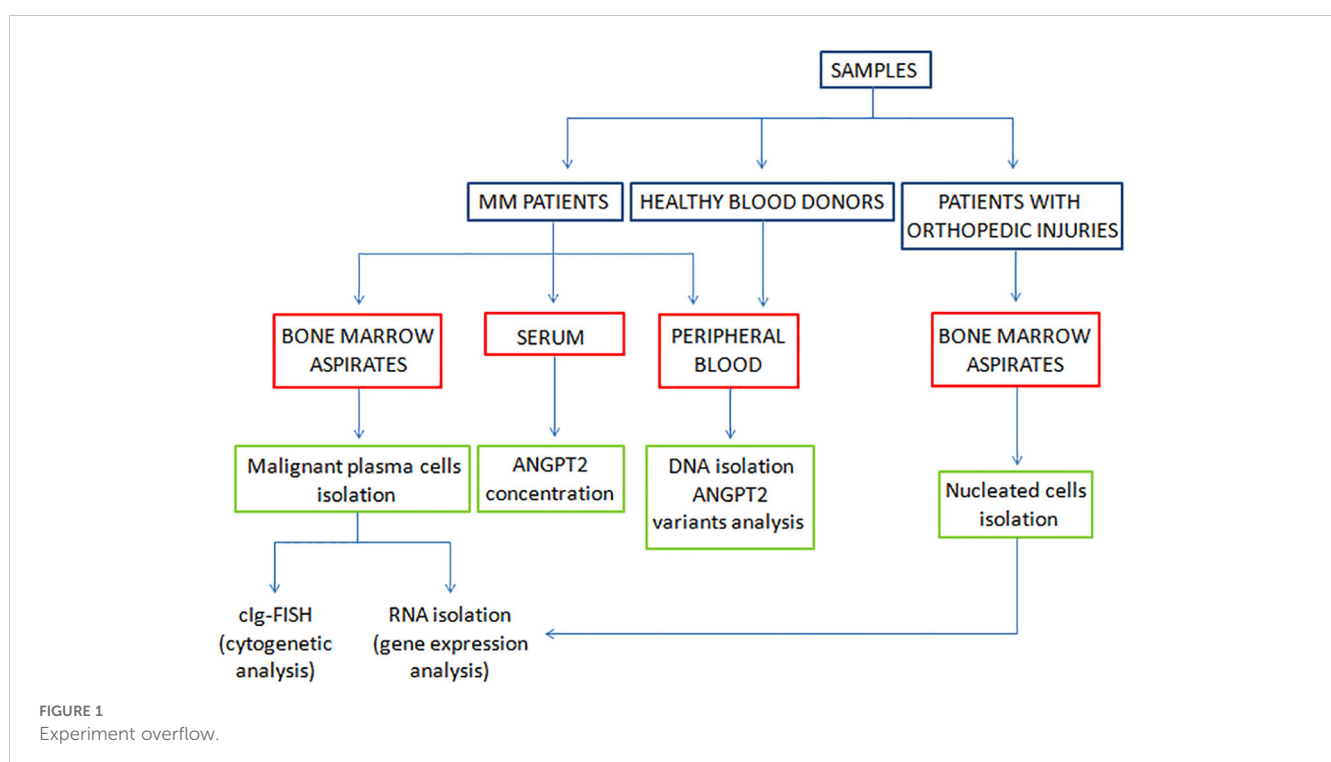 SAMPLES
MM PATIENTS
HEALTHY BLOOD DONORS
PATIENTS WITH
ORTHOPEDIC INJURIES
BONE MARROW
ASPIRATES
SERUM
PERIPHERAL
BLOOD
BONE MARROW
ASPIRATES
Malignant plasma cells
isolation
ANGPT2
concentration
DNA isolation
ANGPT2
variants analysis
Nucleated cells
isolation
cIg-FISH
(cytogenetic
analysis)
RNA isolation
(gene expression
analysis)
FIGURE 1
Experiment overflow.